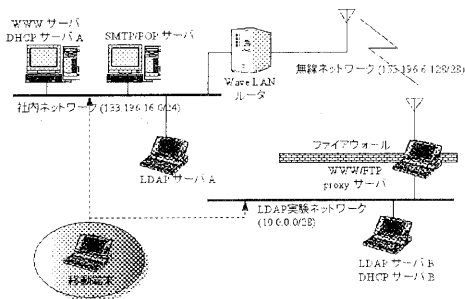 WWW サーバ
DHCP サーバ A
SMTP/POP サーバ
Wave LAN
ルータ
無線ネットワーク (133.196.6.128/28)
社内ネットワーク (133.196.16.0/24)
LDAP サーバ A
ファイアウォール
WWW/FTP
proxy サーバ
LDAP実験ネットワーク
(10.0.0.0/28)
移動端末
LDAP サーバ B
DHCP サーバ B